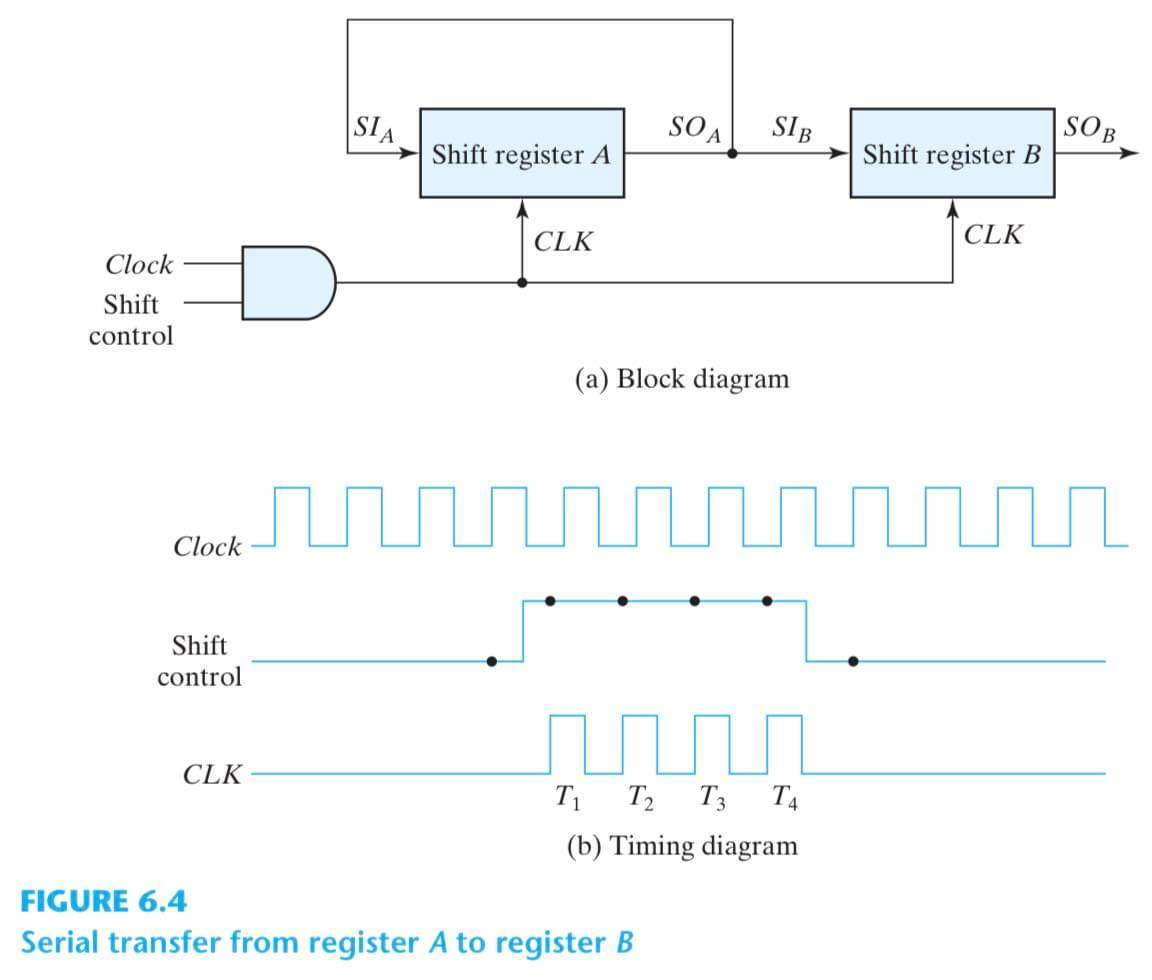 SI_A
SO_A
SI_B
SO_B
Shift register A
Shift register B
CLK
CLK
Clock
Shift
control
(a) Block diagram
Clock
Shift
control
CLK
T_1 T_2 T_3 T_4
(b) Timing diagram
FIGURE 6.4
Serial transfer from register A to register B